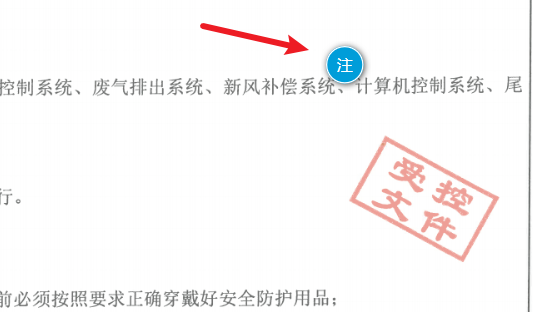 注
控制系统、废气排出系统、新风补偿系统、计算机控制系统、尾
受控
文件
行。
前必须按照要求正确穿戴好安全防护用品；